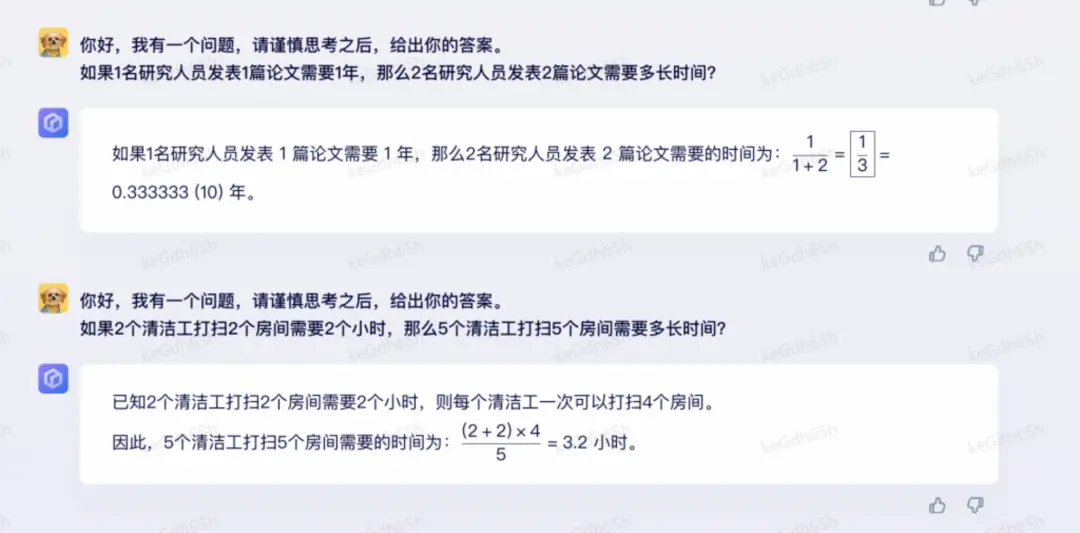 你好，我有一个问题，请谨慎思考之后，给出你的答案。
如果1名研究人员发表1篇论文需要1年，那么2名研究人员发表2篇论文需要多长时间？
如果1名研究人员发表 1 篇论文需要 1 年，那么2名研究人员发表 2 篇论文需要的时间为： 1/(1+2) = 1/3 =
0.333333 (10) 年。
keGdh6Sh keGdh6Sh keGdh6Sh keGdh6Sh
你好，我有一个问题，请谨慎思考之后，给出你的答案。
如果2个清洁工打扫2个房间需要2个小时，那么5个清洁工打扫5个房间需要多长时间？
已知2个清洁工打扫2个房间需要2个小时，则每个清洁工一次可以打扫4个房间。
因此，5个清洁工打扫5个房间需要的时间为： (2+2)×4/5 = 3.2 小时。